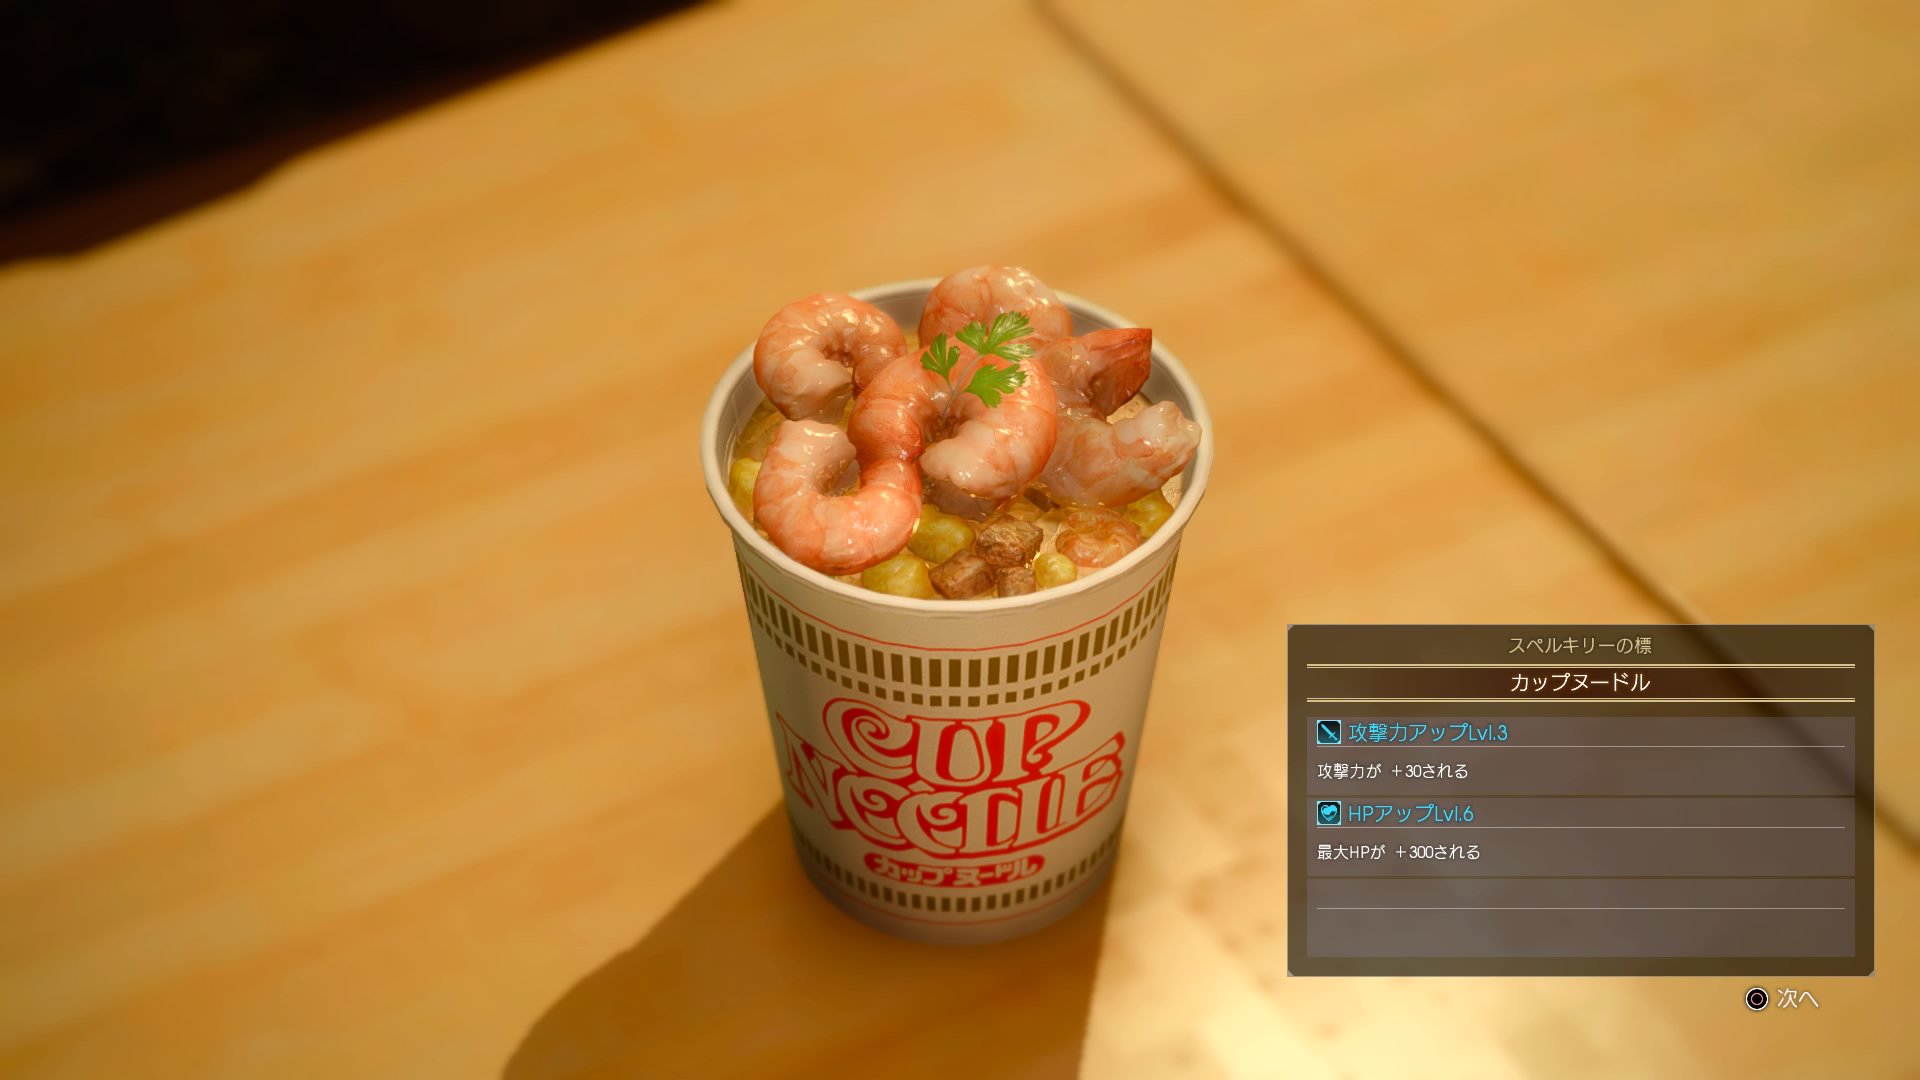 CUP
NOODLE
カップヌードル
スペルキリーの標
カップヌードル
攻撃力アップLvl.3
攻撃力が +30される
HPアップLvl.6
最大HPが +300される
次へ